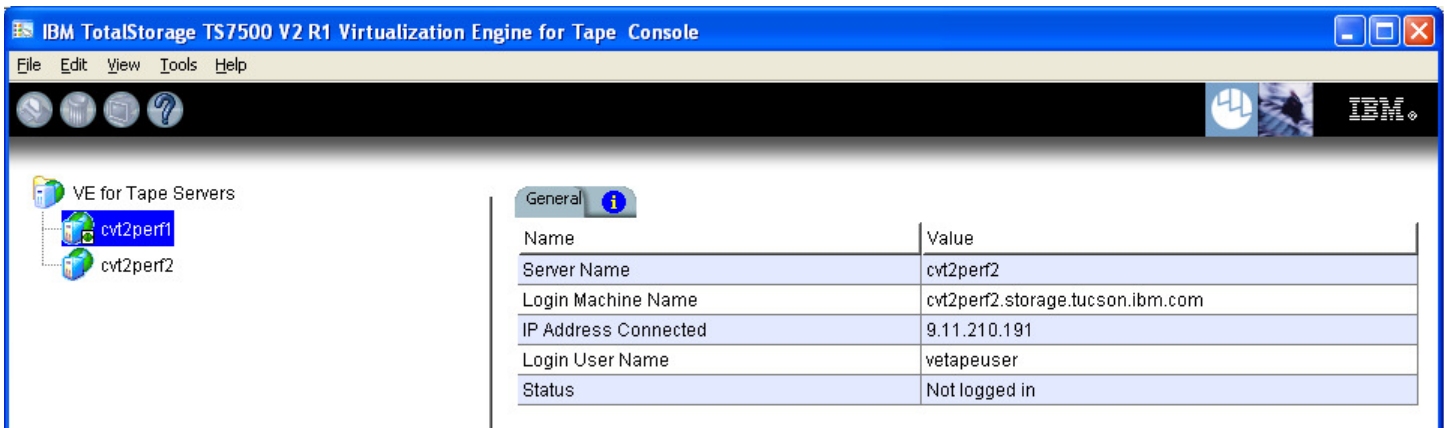 IBM TotalStorage TS7500 V2 R1 Virtualization Engine for Tape Console
File Edit View Tools Help
IBM
VE for Tape Servers
cvt2perf1
cvt2perf2
General
Name Value
Server Name cvt2perf2
Login Machine Name cvt2perf2.storage.tucson.ibm.com
IP Address Connected 9.11.210.191
Login User Name vetapeuser
Status Not logged in